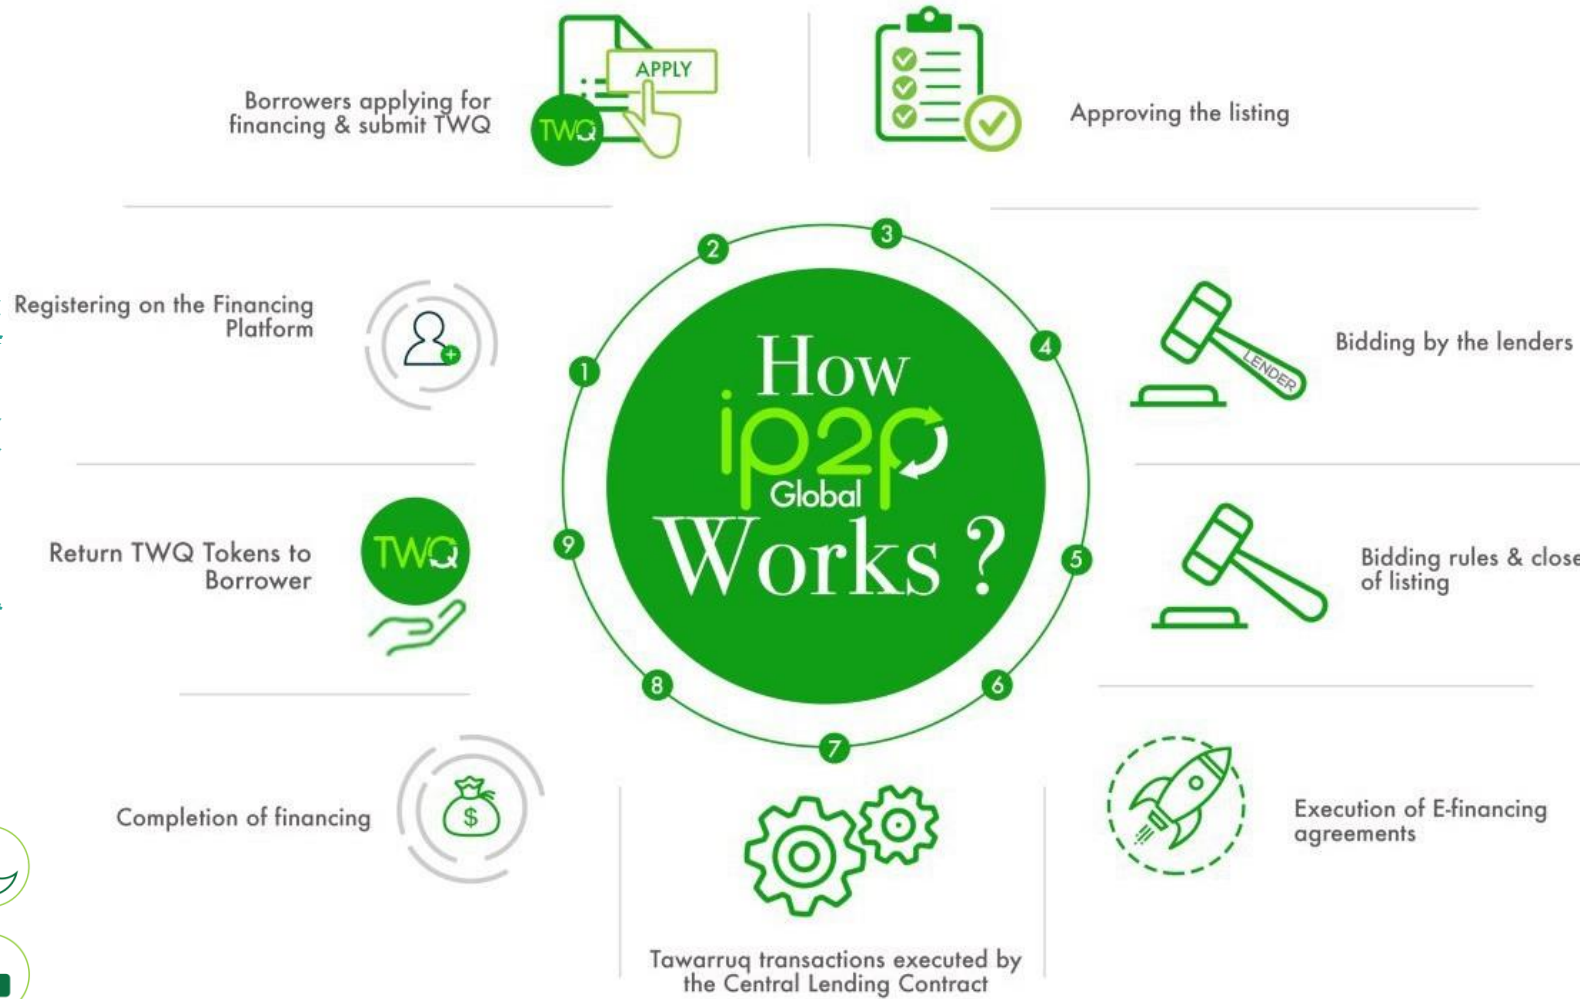 Borrowers applying for
financing & submit TWQ
APPLY
TWQ
Approving the listing
2
3
Registering on the Financing
Platform
1
4
Bidding by the lenders
LENDER
How
ip2p
Global
Works ?
Return TWQ Tokens to
Borrower
TWQ
9
5
Bidding rules & close
of listing
8
6
7
Completion of financing
$
Execution of E-financing
agreements
Tawarruq transactions executed by
the Central Lending Contract